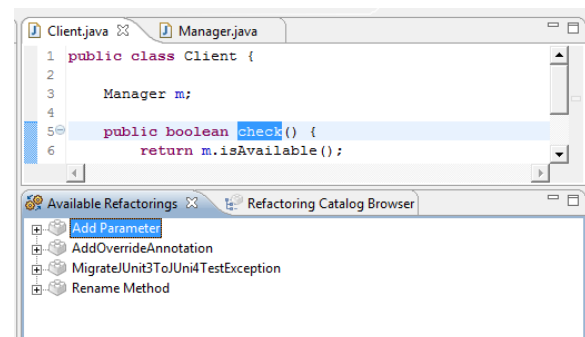 Client.java Manager.java
1 public class Client {
2
3 Manager m;
4
5 public boolean check() {
6 return m.isAvailable();
Available Refactorings Refactoring Catalog Browser
Add Parameter
AddOverrideAnnotation
MigrateJUnit3ToJUni4TestException
Rename Method